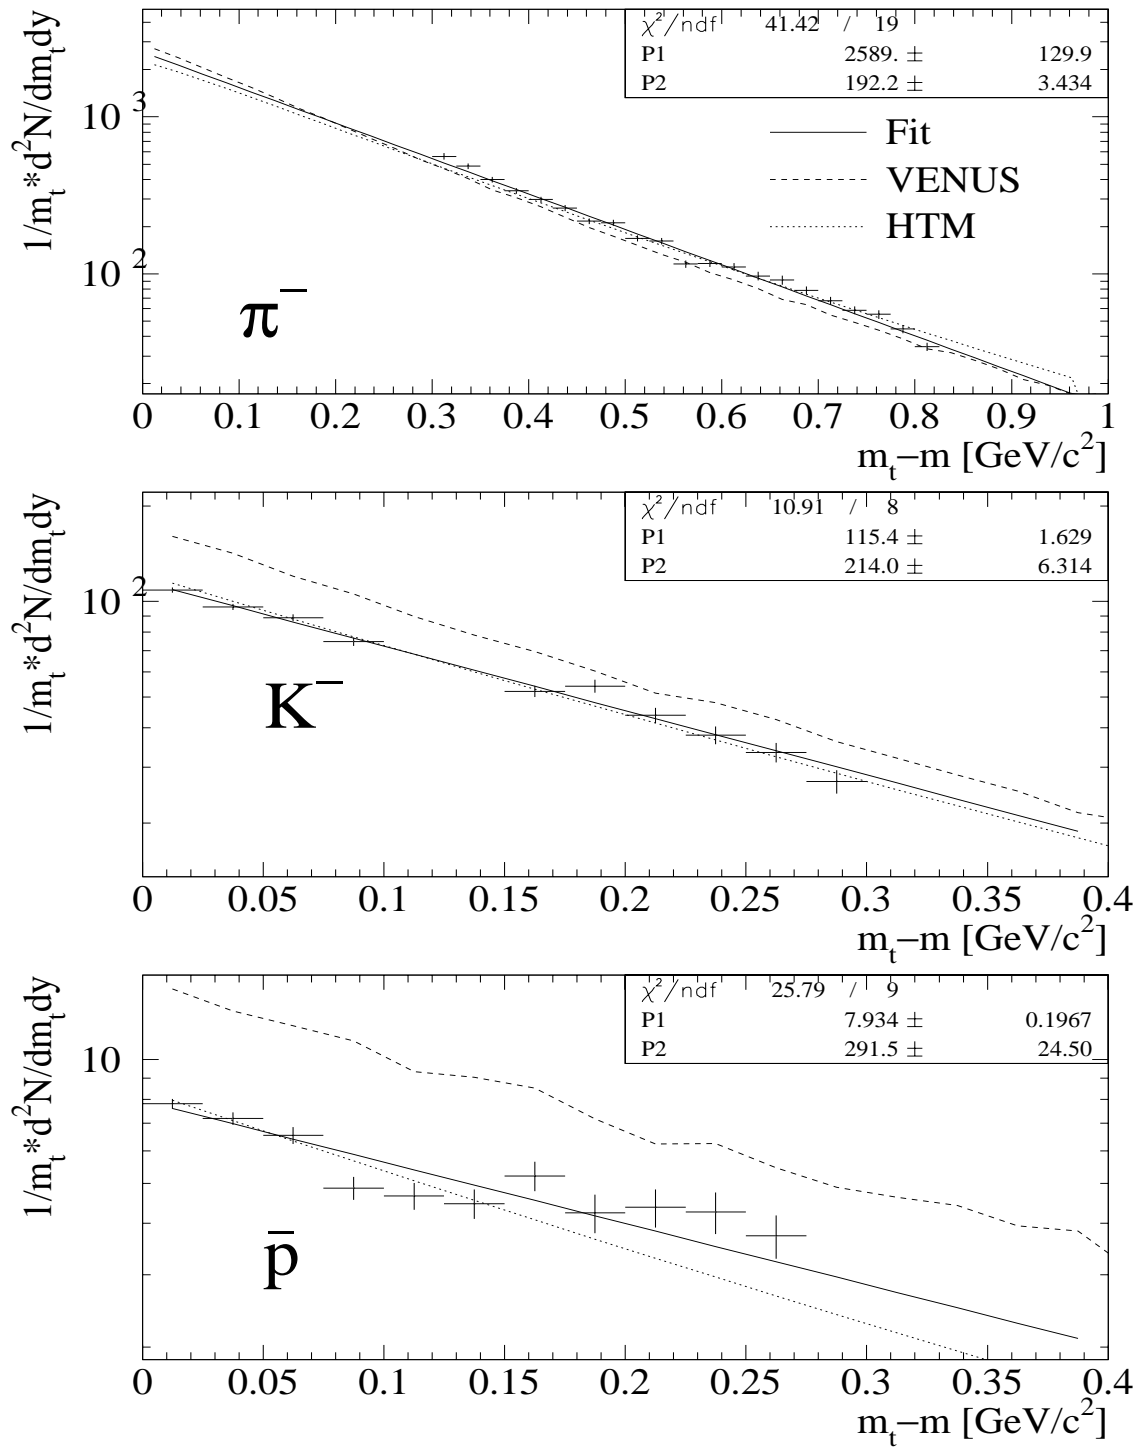 1/m_t*d²N/dm_tdy
χ²/ndf 41.42 / 19
P1 2589. ± 129.9
P2 192.2 ± 3.434
10³
10²
Fit
VENUS
HTM
π⁻
0 0.1 0.2 0.3 0.4 0.5 0.6 0.7 0.8 0.9 1
m_t−m [GeV/c²]
1/m_t*d²N/dm_tdy
χ²/ndf 10.91 / 8
P1 115.4 ± 1.629
P2 214.0 ± 6.314
10²
K⁻
0 0.05 0.1 0.15 0.2 0.25 0.3 0.35 0.4
m_t−m [GeV/c²]
1/m_t*d²N/dm_tdy
χ²/ndf 25.79 / 9
P1 7.934 ± 0.1967
P2 291.5 ± 24.50
10
p̄
0 0.05 0.1 0.15 0.2 0.25 0.3 0.35 0.4
m_t−m [GeV/c²]